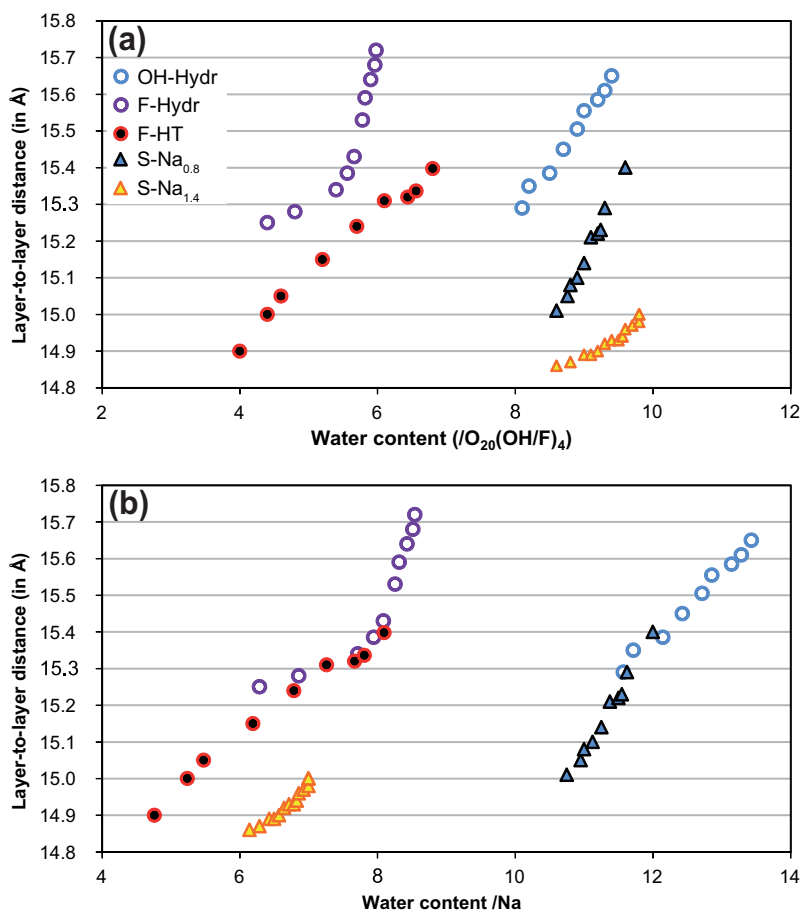 (a)
15.8
15.7
15.6
15.5
15.4
15.3
15.2
15.1
15.0
14.9
14.8
Layer-to-layer distance (in Å)
OH-Hydr
F-Hydr
F-HT
S-Na0.8
S-Na1.4
2 4 6 8 10 12
Water content (/O20(OH/F)4)
(b)
15.8
15.7
15.6
15.5
15.4
15.3
15.2
15.1
15.0
14.9
14.8
Layer-to-layer distance (in Å)
4 6 8 10 12 14
Water content /Na